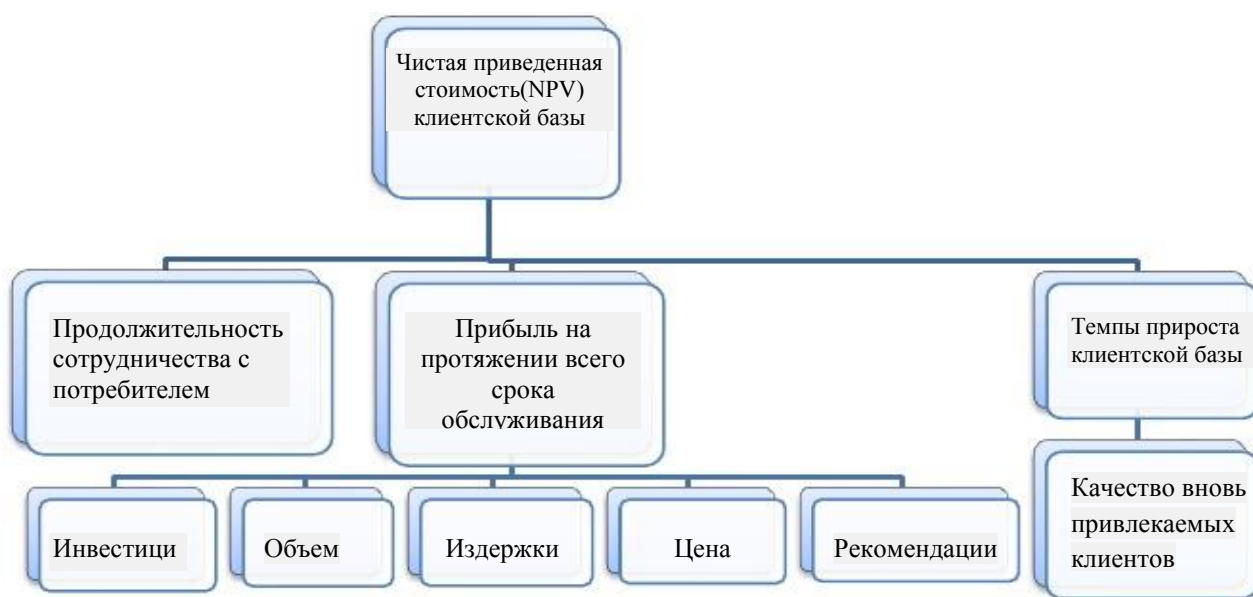 Чистая приведенная
стоимость(NPV)
клиентской базы
Продолжительность
сотрудничества с
потребителем
Прибыль на
протяжении всего
срока
обслуживания
Темпы прироста
клиентской базы
Инвестици
Объем
Издержки
Цена
Рекомендации
Качество вновь
привлекаемых
клиентов